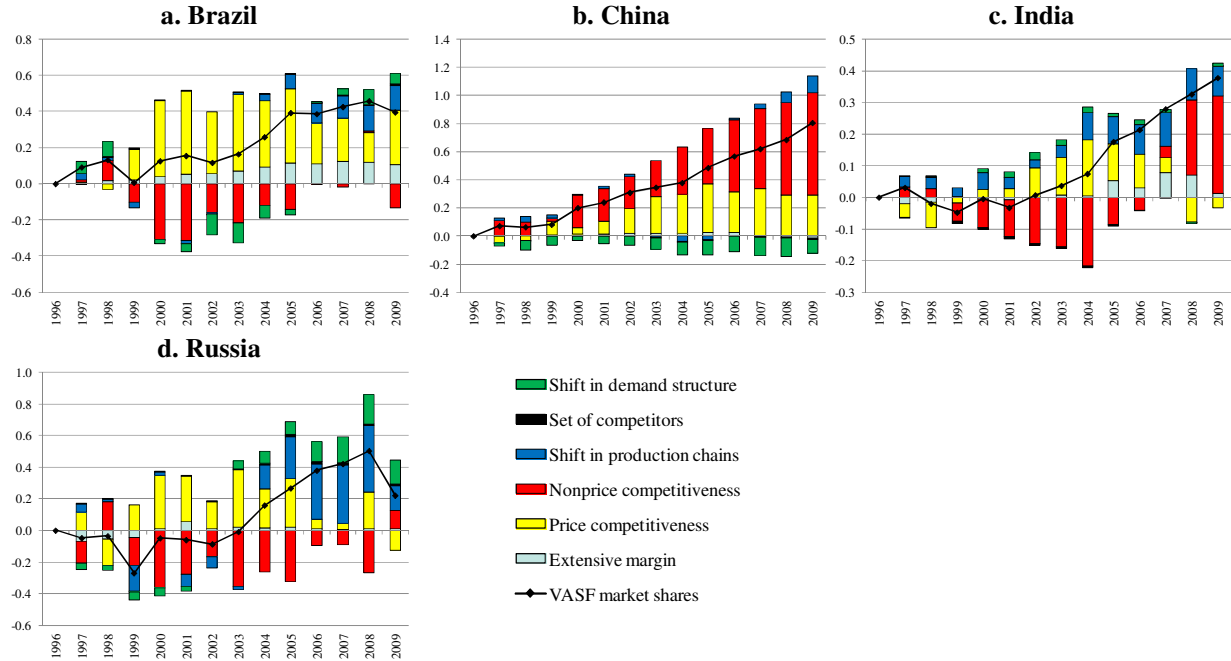 a. Brazil
0.8
0.6
0.4
0.2
0.0
-0.2
-0.4
-0.6
1996 1997 1998 1999 2000 2001 2002 2003 2004 2005 2006 2007 2008 2009
b. China
1.4
1.2
1.0
0.8
0.6
0.4
0.2
0.0
-0.2
-0.4
1996 1997 1998 1999 2000 2001 2002 2003 2004 2005 2006 2007 2008 2009
c. India
0.5
0.4
0.3
0.2
0.1
0.0
-0.1
-0.2
-0.3
1996 1997 1998 1999 2000 2001 2002 2003 2004 2005 2006 2007 2008 2009
d. Russia
1.0
0.8
0.6
0.4
0.2
0.0
-0.2
-0.4
-0.6
1996 1997 1998 1999 2000 2001 2002 2003 2004 2005 2006 2007 2008 2009
Shift in demand structure
Set of competitors
Shift in production chains
Nonprice competitiveness
Price competitiveness
Extensive margin
VASF market shares